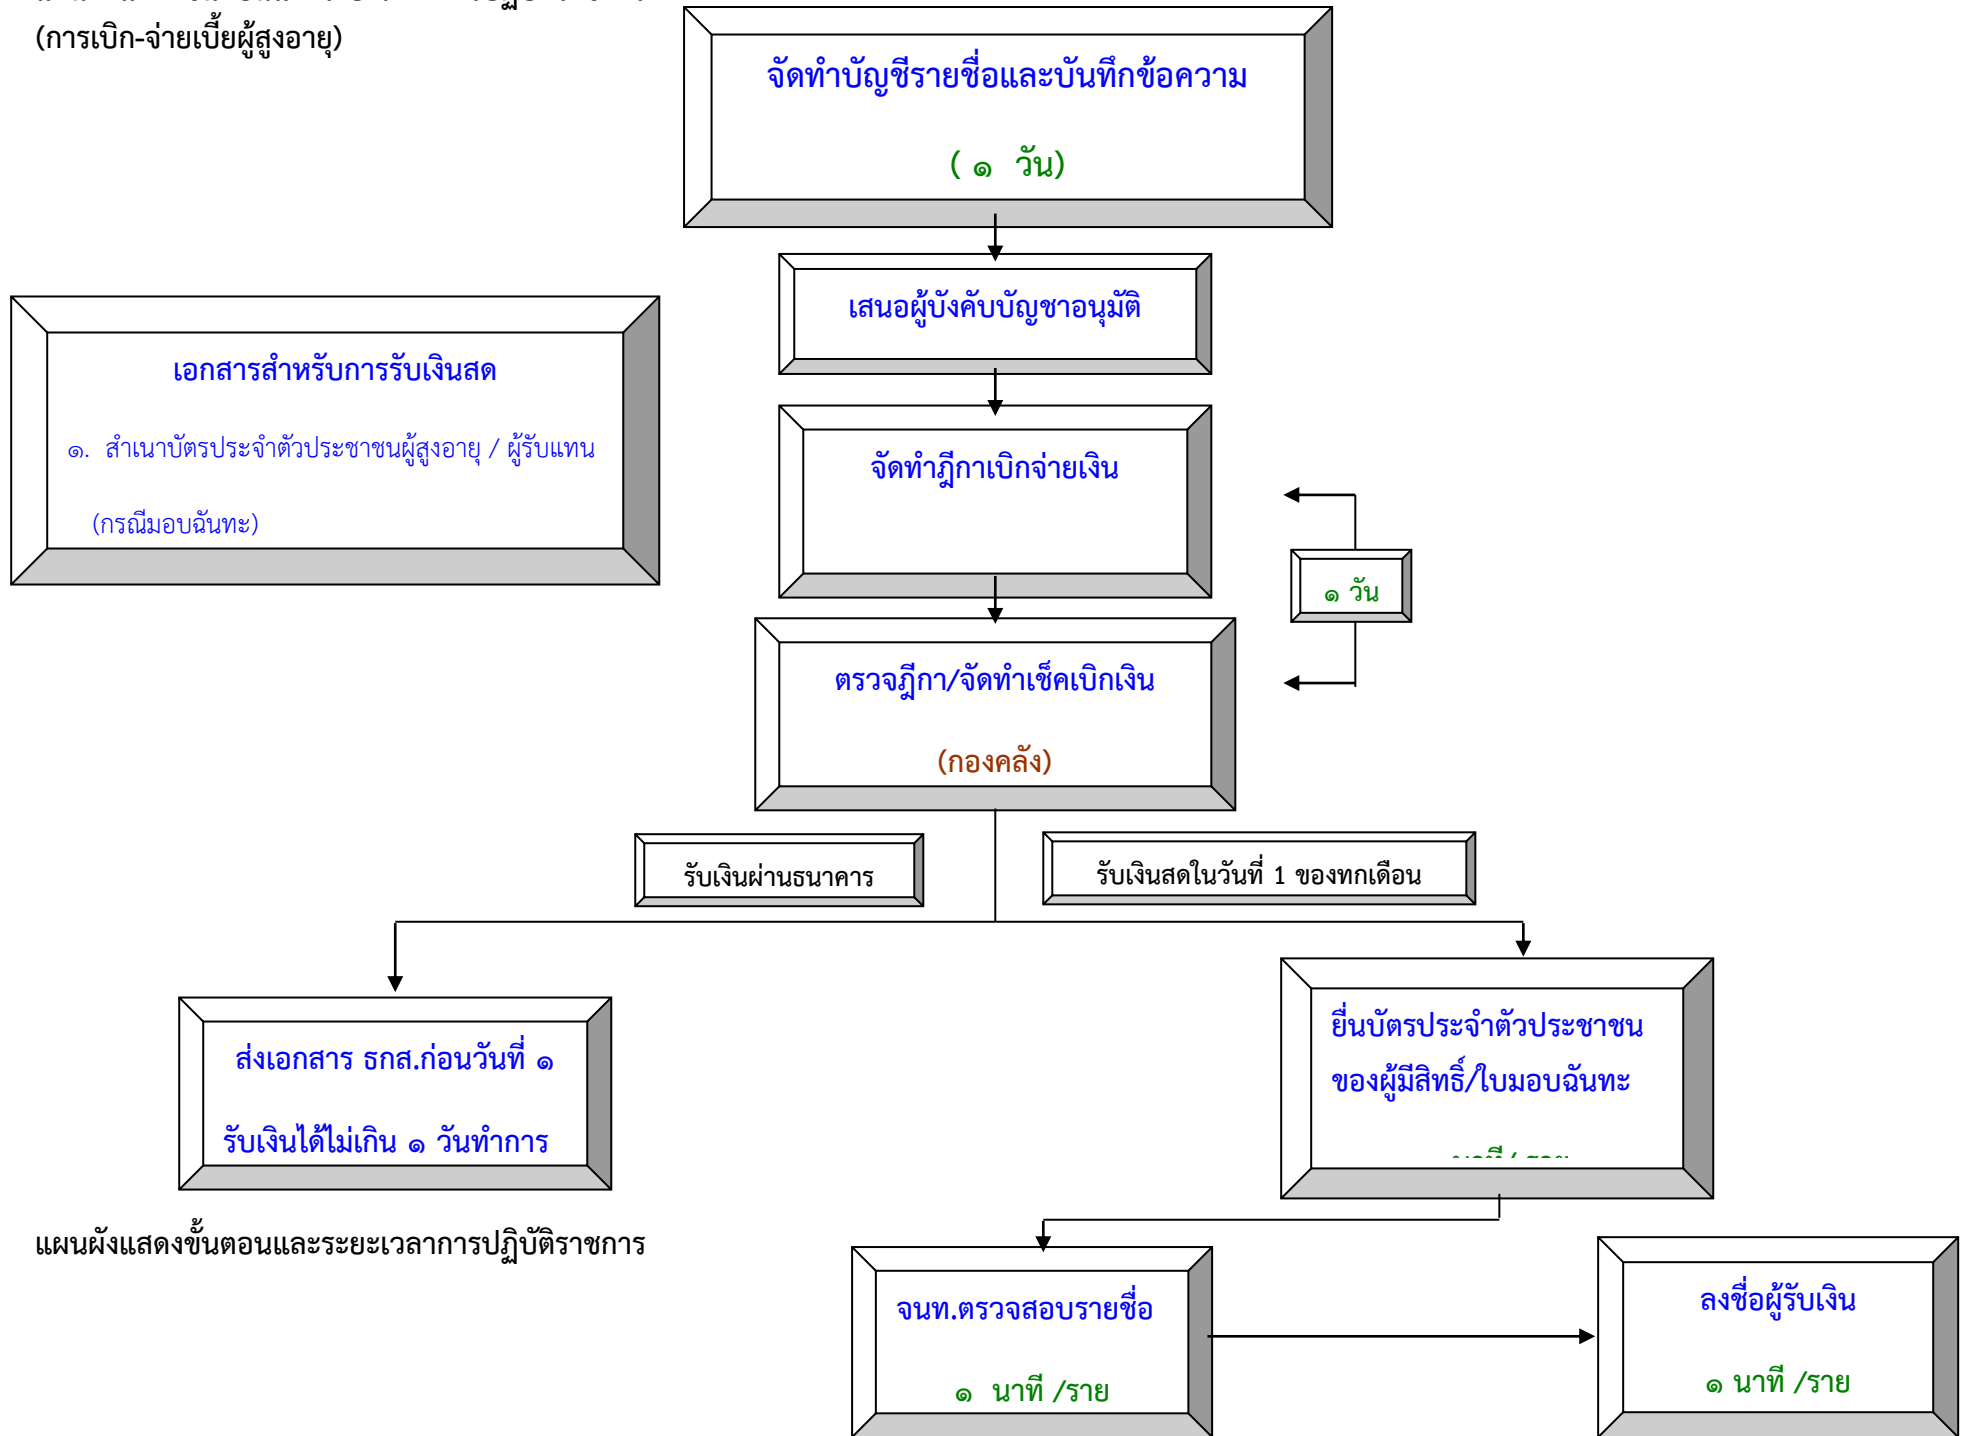 (การเบิก-จ่ายเบี้ยผู้สูงอายุ)
จัดทำบัญชีรายชื่อและบันทึกข้อความ
( ๑ วัน)
เสนอผู้บังคับบัญชาอนุมัติ
เอกสารสำหรับการรับเงินสด
๑. สำเนาบัตรประจำตัวประชาชนผู้สูงอายุ / ผู้รับแทน
(กรณีมอบฉันทะ)
จัดทำฎีกาเบิกจ่ายเงิน
๑ วัน
ตรวจฎีกา/จัดทำเช็คเบิกเงิน
(กองคลัง)
รับเงินผ่านธนาคาร
รับเงินสดในวันที่ 1 ของทกเดือน
ส่งเอกสาร ธกส.ก่อนวันที่ ๑
รับเงินได้ไม่เกิน ๑ วันทำการ
ยื่นบัตรประจำตัวประชาชน
ของผู้มีสิทธิ์/ใบมอบฉันทะ
นาที/ ราย
แผนผังแสดงขั้นตอนและระยะเวลาการปฏิบัติราชการ
จนท.ตรวจสอบรายชื่อ
๑ นาที /ราย
ลงชื่อผู้รับเงิน
๑ นาที /ราย